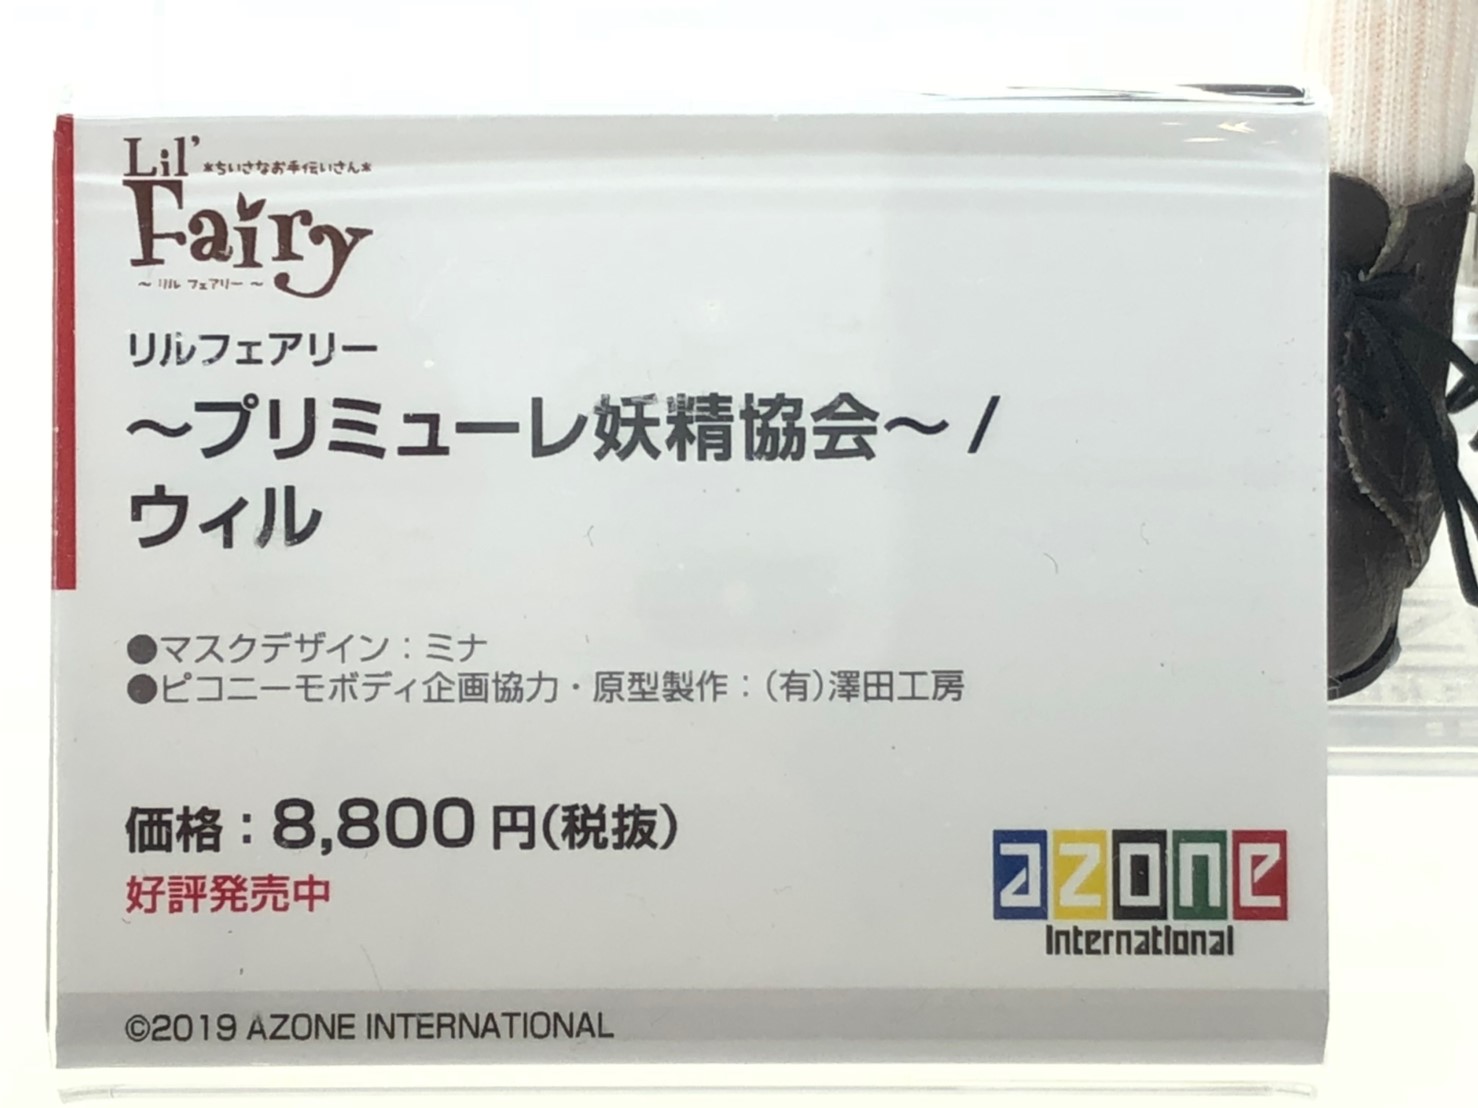 Lil' *ちいさなお手伝いさん*
Fairy
~ リル フェアリー ~
リルフェアリー
~プリミューレ妖精協会~ /
ウィル
●マスクデザイン：ミナ
●ピコニーモボディ企画協力・原型製作：(有)澤田工房
価格：8,800 円(税抜)
好評発売中
azone
International
©2019 AZONE INTERNATIONAL